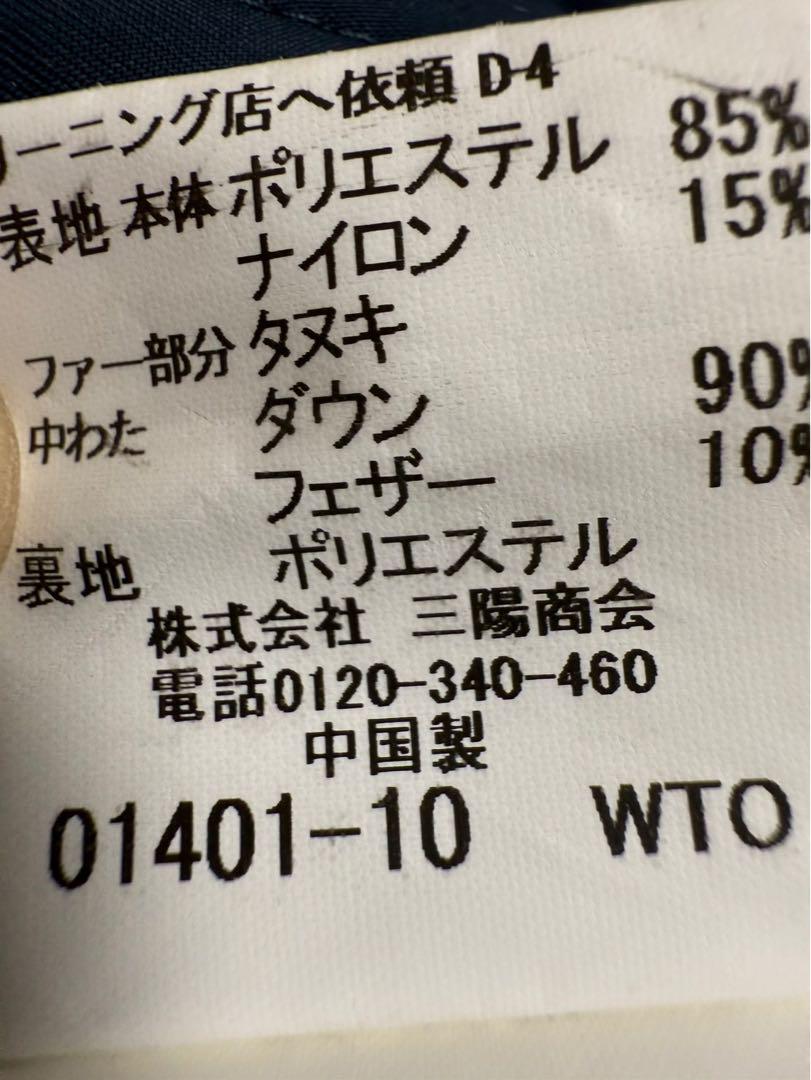 ーニング店へ依頼 D-4
表地 本体 ポリエステル 85%
ナイロン 15%
ファー部分 タヌキ
中わた ダウン 90%
フェザー 10%
裏地 ポリエステル
株式会社 三陽商会
電話0120-340-460
中国製
01401-10 WTO